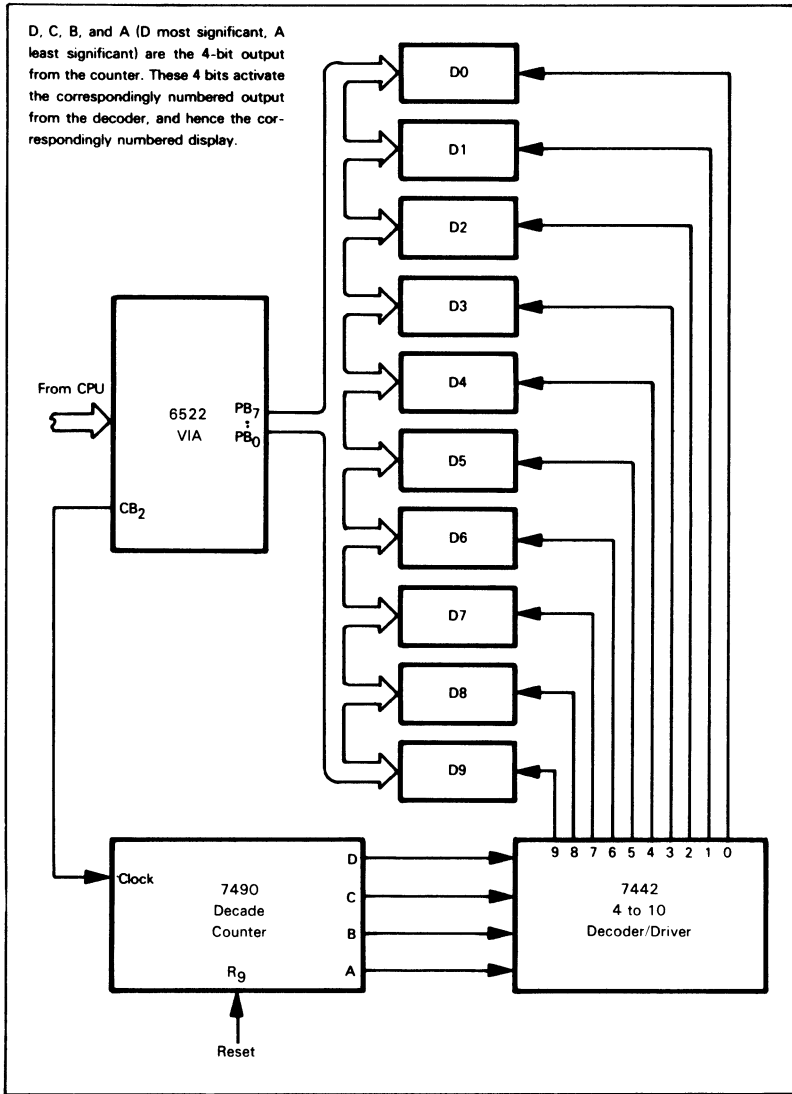 D, C, B, and A (D most significant, A
least significant) are the 4-bit output
from the counter. These 4 bits activate
the correspondingly numbered output
from the decoder, and hence the cor-
respondingly numbered display.
D0
D1
D2
D3
D4
D5
D6
D7
D8
D9
From CPU
6522
VIA
PB7
:
PB0
CB2
9 8 7 6 5 4 3 2 1 0
Clock
7490
Decade
Counter
R9
D
C
B
A
7442
4 to 10
Decoder/Driver
Reset